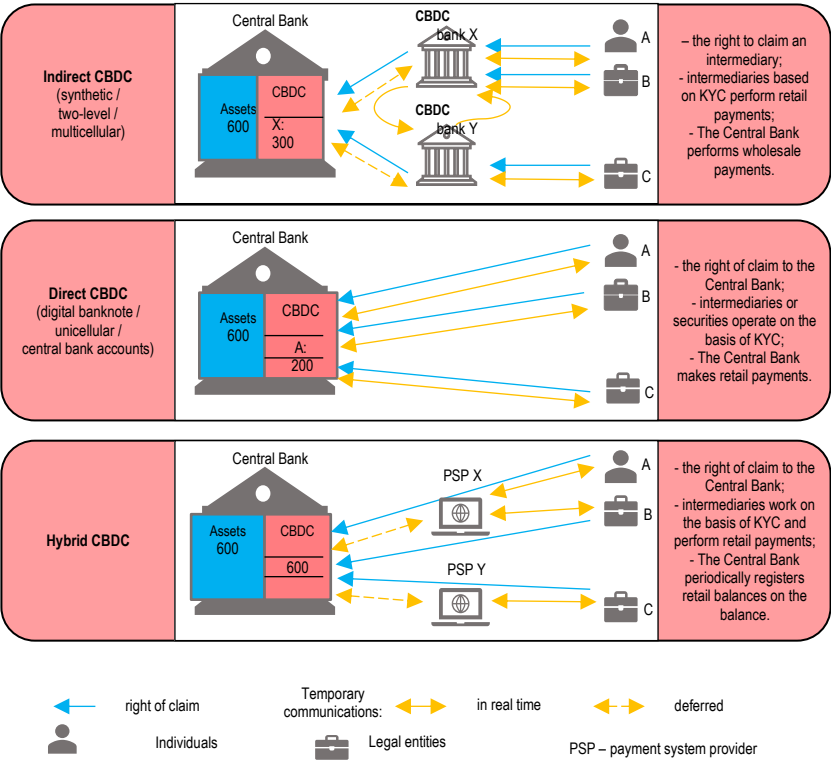 Indirect CBDC
(synthetic /
two-level /
multicellular)
Central Bank
Assets
600
CBDC
X:
300
CBDC
bank X
CBDC
bank Y
A
B
C
– the right to claim an
intermediary;
- intermediaries based
on KYC perform retail
payments;
- The Central Bank
performs wholesale
payments.
Direct CBDC
(digital banknote /
unicellular /
central bank accounts)
Central Bank
Assets
600
CBDC
A:
200
A
B
C
- the right of claim to the
Central Bank;
- intermediaries or
securities operate on the
basis of KYC;
- The Central Bank
makes retail payments.
Hybrid CBDC
Central Bank
Assets
600
CBDC
600
PSP X
PSP Y
A
B
C
- the right of claim to the
Central Bank;
- intermediaries work on
the basis of KYC and
perform retail payments;
- The Central Bank
periodically registers
retail balances on the
balance.
right of claim
Temporary
communications:
in real time
deferred
Individuals
Legal entities
PSP – payment system provider